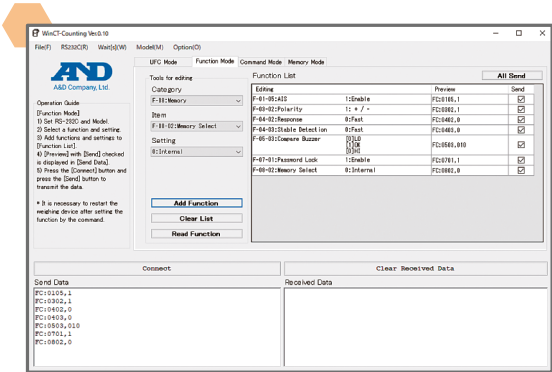 WinCT-Counting Ver.0.10
File(F) RS232C(R) Wait[s](W) Model(M) Option(O)
AND
A&D Company, Ltd.
Operation Guide
[Function Mode]
1) Set RS-232C and Model.
2) Select a function and setting.
3) Add functions and settings to
[Function List].
4) [Preview] with [Send] checked
is displayed in [Send Data].
5) Press the [Connect] button and
press the [Send] button to
transmit the data.
* It is necessary to restart the
weighing device after setting the
function by the command.
UFC Mode Function Mode Command Mode Memory Mode
Tools for editing
Category
F-08:Memory
Item
F-08-02:Memory Select
Setting
0:Internal
Add Function
Clear List
Read Function
Function List
All Send
Editing Preview Send
F-01-05:AIS 1:Enable FC:0105,1
F-03-02:Polarity 1: + / - FC:0302,1
F-04-02:Response 0:Fast FC:0402,0
F-04-03:Stable Detection 0:Fast FC:0403,0
F-05-03:Compare Buzzer [0]LO [1]OK [0]HI FC:0503,010
F-07-01:Password Lock 1:Enable FC:0701,1
F-08-02:Memory Select 0:Internal FC:0802,0
Connect
Clear Received Data
Send Data
FC:0105,1
FC:0302,1
FC:0402,0
FC:0403,0
FC:0503,010
FC:0701,1
FC:0802,0
Received Data